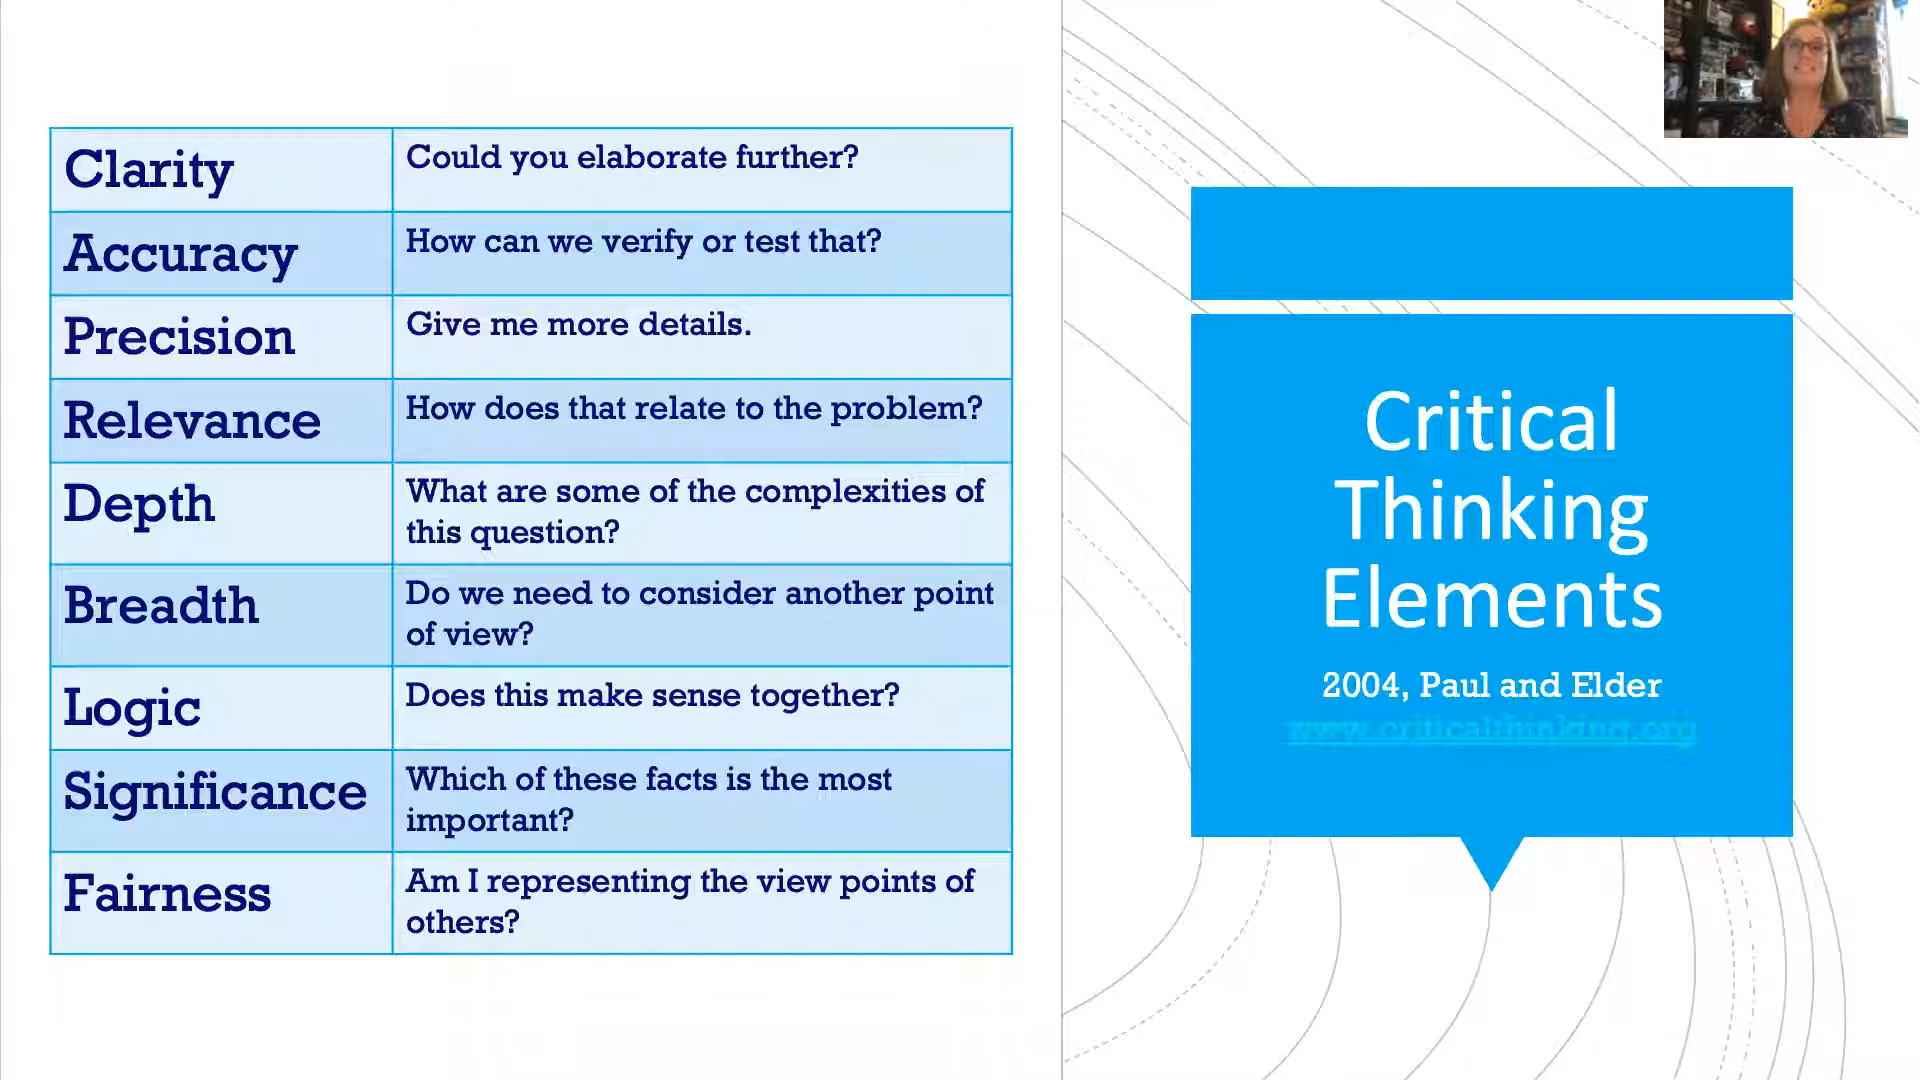 Clarity
Could you elaborate further?
Accuracy
How can we verify or test that?
Precision
Give me more details.
Relevance
How does that relate to the problem?
Depth
What are some of the complexities of
this question?
Breadth
Do we need to consider another point
of view?
Logic
Does this make sense together?
Significance
Which of these facts is the most
important?
Fairness
Am I representing the view points of
others?
Critical
Thinking
Elements
2004, Paul and Elder
www.criticalthinking.org